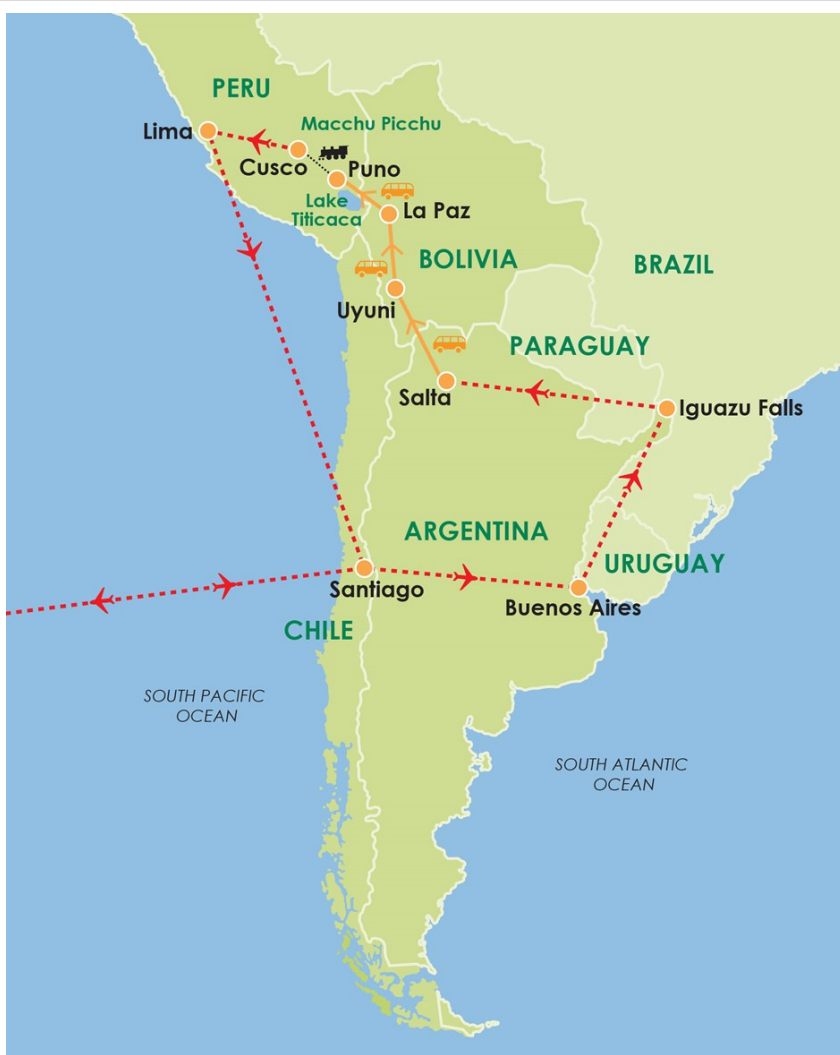 PERU
Lima
Macchu Picchu
Cusco
Puno
Lake
Titicaca
La Paz
BOLIVIA
BRAZIL
Uyuni
PARAGUAY
Salta
Iguazu Falls
ARGENTINA
URUGUAY
Santiago
Buenos Aires
CHILE
SOUTH PACIFIC
OCEAN
SOUTH ATLANTIC
OCEAN